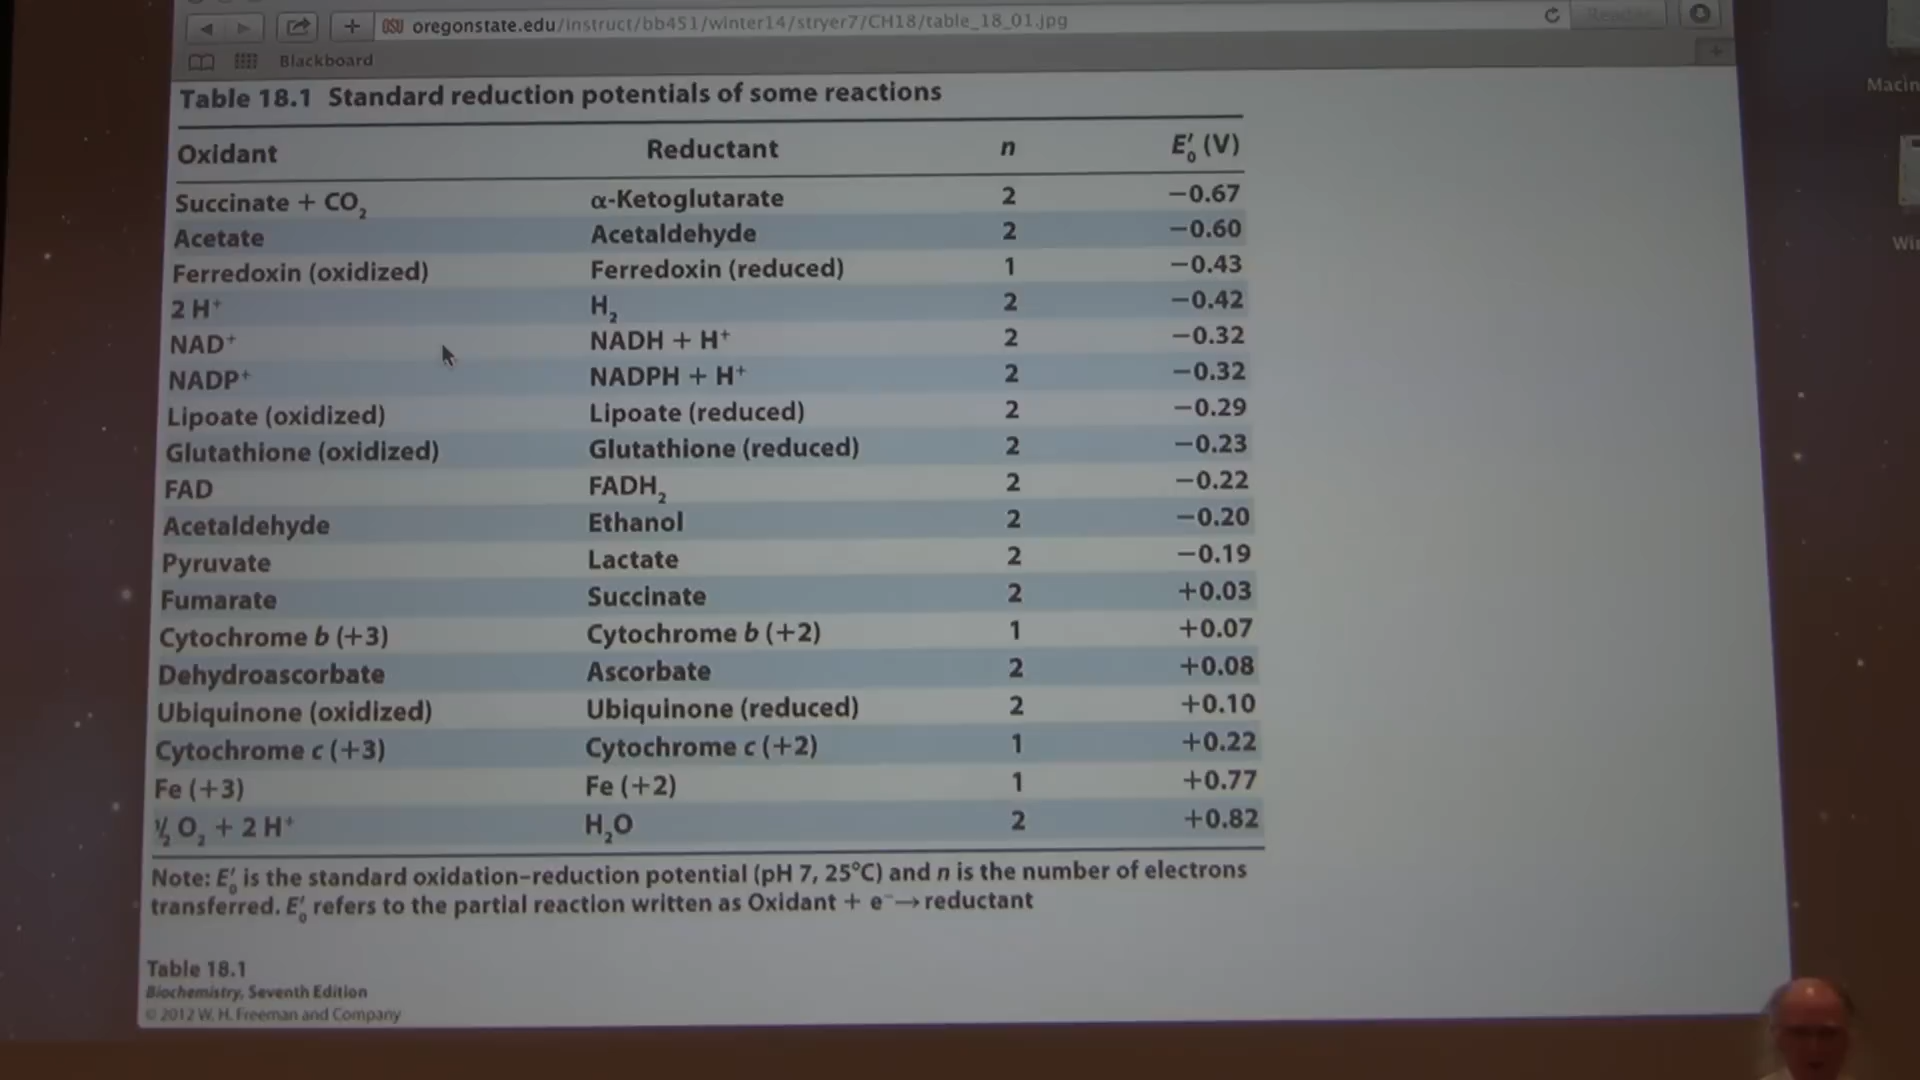 oregonstate.edu/instruct/bb451/winter14/stryer7/CH18/table_18_01.jpg
Reader
Blackboard
Macin
Table 18.1 Standard reduction potentials of some reactions
Oxidant Reductant n E′₀ (V)
Succinate + CO₂ α-Ketoglutarate 2 −0.67
Acetate Acetaldehyde 2 −0.60
Ferredoxin (oxidized) Ferredoxin (reduced) 1 −0.43
2 H⁺ H₂ 2 −0.42
NAD⁺ NADH + H⁺ 2 −0.32
NADP⁺ NADPH + H⁺ 2 −0.32
Lipoate (oxidized) Lipoate (reduced) 2 −0.29
Glutathione (oxidized) Glutathione (reduced) 2 −0.23
FAD FADH₂ 2 −0.22
Acetaldehyde Ethanol 2 −0.20
Pyruvate Lactate 2 −0.19
Fumarate Succinate 2 +0.03
Cytochrome b (+3) Cytochrome b (+2) 1 +0.07
Dehydroascorbate Ascorbate 2 +0.08
Ubiquinone (oxidized) Ubiquinone (reduced) 2 +0.10
Cytochrome c (+3) Cytochrome c (+2) 1 +0.22
Fe (+3) Fe (+2) 1 +0.77
½ O₂ + 2 H⁺ H₂O 2 +0.82
Note: E′₀ is the standard oxidation–reduction potential (pH 7, 25°C) and n is the number of electrons
transferred. E′₀ refers to the partial reaction written as Oxidant + e⁻ → reductant
Table 18.1
Biochemistry, Seventh Edition
© 2012 W. H. Freeman and Company